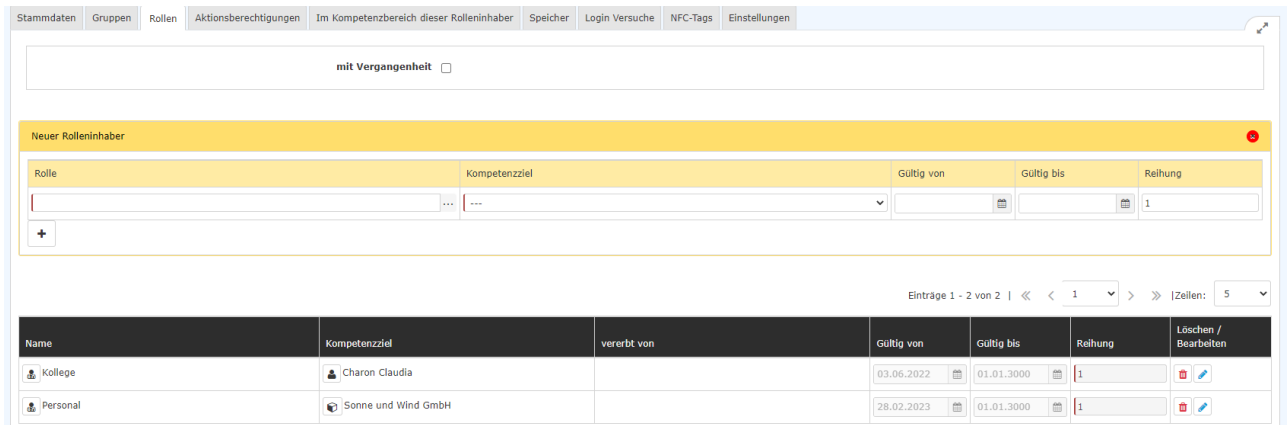 Stammdaten Gruppen Rollen Aktionsberechtigungen Im Kompetenzbereich dieser Rolleninhaber Speicher Login Versuche NFC-Tags Einstellungen
mit Vergangenheit
Neuer Rolleninhaber
Rolle Kompetenzziel Gültig von Gültig bis Reihung
... --- 1
+
Einträge 1 - 2 von 2 | « < 1 > » |Zeilen: 5
Name Kompetenzziel vererbt von Gültig von Gültig bis Reihung Löschen /
Bearbeiten
Kollege Charon Claudia 03.06.2022 01.01.3000 1
Personal Sonne und Wind GmbH 28.02.2023 01.01.3000 1